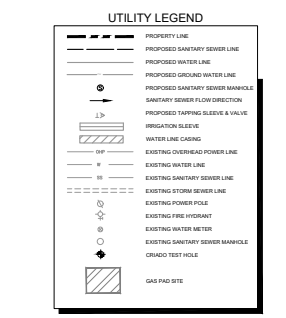 UTILITY LEGEND
PROPERTY LINE
PROPOSED SANITARY SEWER LINE
PROPOSED WATER LINE
PROPOSED GROUND WATER LINE
S PROPOSED SANITARY SEWER MANHOLE
SANITARY SEWER FLOW DIRECTION
PROPOSED TAPPING SLEEVE & VALVE
IRRIGATION SLEEVE
WATER LINE CASING
OHP EXISTING OVERHEAD POWER LINE
W EXISTING WATER LINE
SS EXISTING SANITARY SEWER LINE
EXISTING STORM SEWER LINE
EXISTING POWER POLE
EXISTING FIRE HYDRANT
EXISTING WATER METER
EXISTING SANITARY SEWER MANHOLE
CRIADO TEST HOLE
GAS PAD SITE